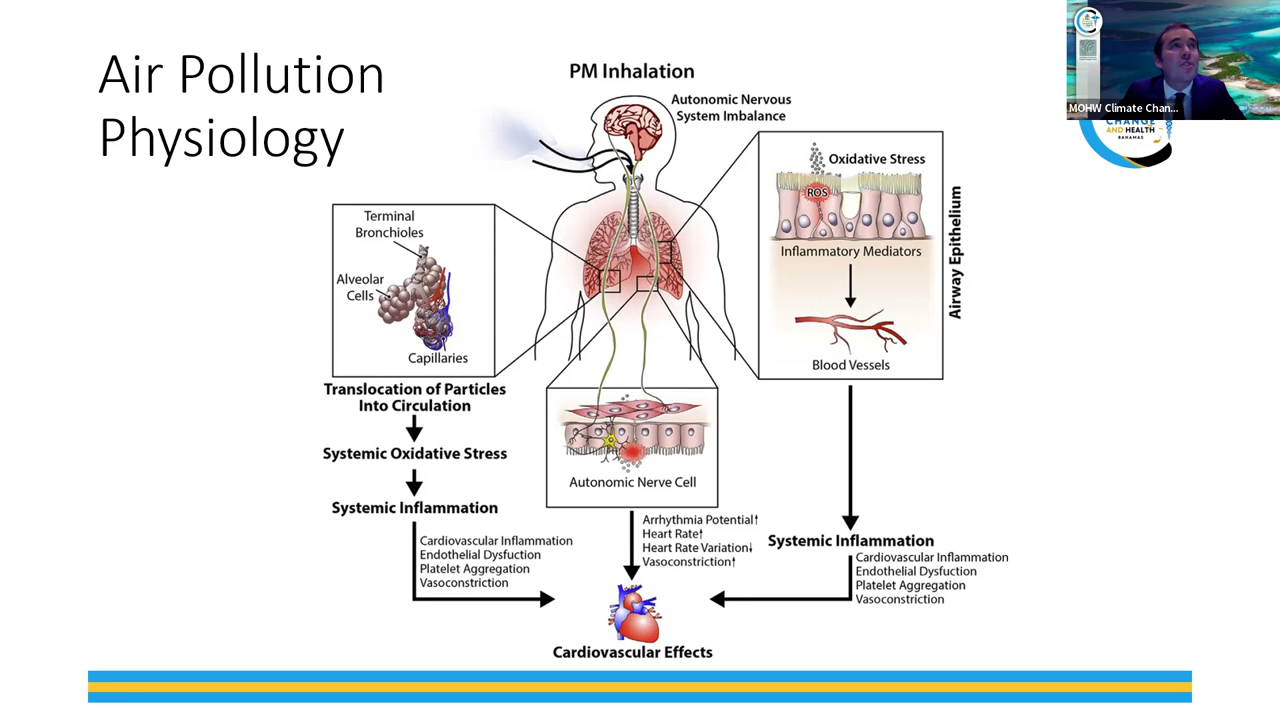 Air Pollution
Physiology
PM Inhalation
Autonomic Nervous
System Imbalance
Oxidative Stress
ROS
Inflammatory Mediators
Blood Vessels
Airway Epithelium
Terminal
Bronchioles
Alveolar
Cells
Capillaries
Translocation of Particles
Into Circulation
Systemic Oxidative Stress
Systemic Inflammation
Cardiovascular Inflammation
Endothelial Dysfuction
Platelet Aggregation
Vasoconstriction
Autonomic Nerve Cell
Arrhythmia Potential↑
Heart Rate↑
Heart Rate Variation↓
Vasoconstriction↑
Systemic Inflammation
Cardiovascular Inflammation
Endothelial Dysfuction
Platelet Aggregation
Vasoconstriction
Cardiovascular Effects
MOHW Climate Chan...
CHANGE
AND HEALTH
BAHAMAS